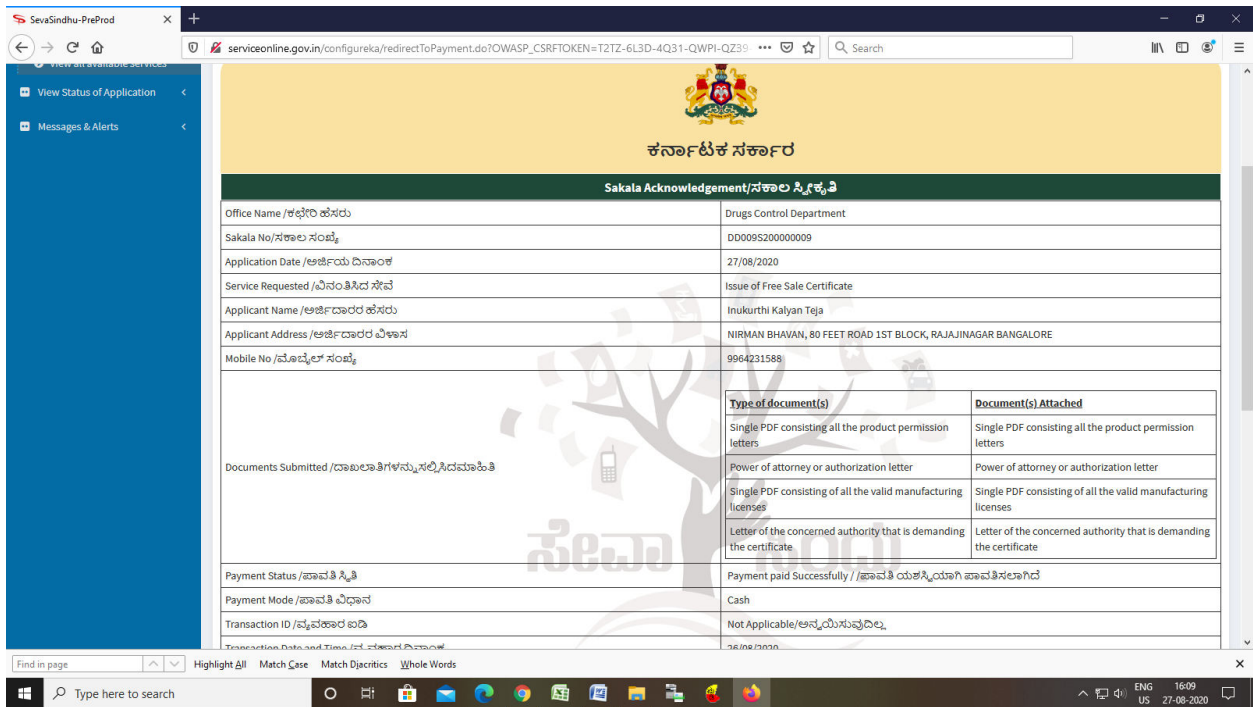 SevaSindhu-PreProd
serviceonline.gov.in/configureka/redirectToPayment.do?OWASP_CSRFTOKEN=T2TZ-6L3D-4Q31-QWPI-QZ39
Search
View all available services
View Status of Application
Messages & Alerts
ಕರ್ನಾಟಕ ಸರ್ಕಾರ
Sakala Acknowledgement/ಸಕಾಲ ಸ್ವೀಕೃತಿ
Office Name /ಕಛೇರಿ ಹೆಸರು Drugs Control Department
Sakala No/ಸಕಾಲ ಸಂಖ್ಯೆ DD009S200000009
Application Date /ಅರ್ಜಿಯ ದಿನಾಂಕ 27/08/2020
Service Requested /ವಿನಂತಿಸಿದ ಸೇವೆ Issue of Free Sale Certificate
Applicant Name /ಅರ್ಜಿದಾರರ ಹೆಸರು Inukurthi Kalyan Teja
Applicant Address /ಅರ್ಜಿದಾರರ ವಿಳಾಸ NIRMAN BHAVAN, 80 FEET ROAD 1ST BLOCK, RAJAJINAGAR BANGALORE
Mobile No /ಮೊಬೈಲ್ ಸಂಖ್ಯೆ 9964231588
Documents Submitted /ದಾಖಲಾತಿಗಳನ್ನು ಸಲ್ಲಿಸಿದಮಾಹಿತಿ
Type of document(s) Document(s) Attached
Single PDF consisting all the product permission letters Single PDF consisting all the product permission letters
Power of attorney or authorization letter Power of attorney or authorization letter
Single PDF consisting of all the valid manufacturing licenses Single PDF consisting of all the valid manufacturing licenses
Letter of the concerned authority that is demanding the certificate Letter of the concerned authority that is demanding the certificate
ಸೇವಾ ಸಿಂಧು
Payment Status /ಪಾವತಿ ಸ್ಥಿತಿ Payment paid Successfully / /ಪಾವತಿ ಯಶಸ್ವಿಯಾಗಿ ಪಾವತಿಸಲಾಗಿದೆ
Payment Mode /ಪಾವತಿ ವಿಧಾನ Cash
Transaction ID /ವ್ಯವಹಾರ ಐಡಿ Not Applicable/ಅನ್ವಯಿಸುವುದಿಲ್ಲ
Transaction Date and Time /ವ್ಯವಹಾರ ದಿನಾಂಕ 26/08/2020
Find in page Highlight All Match Case Match Diacritics Whole Words
Type here to search
ENG 16:09
US 27-08-2020